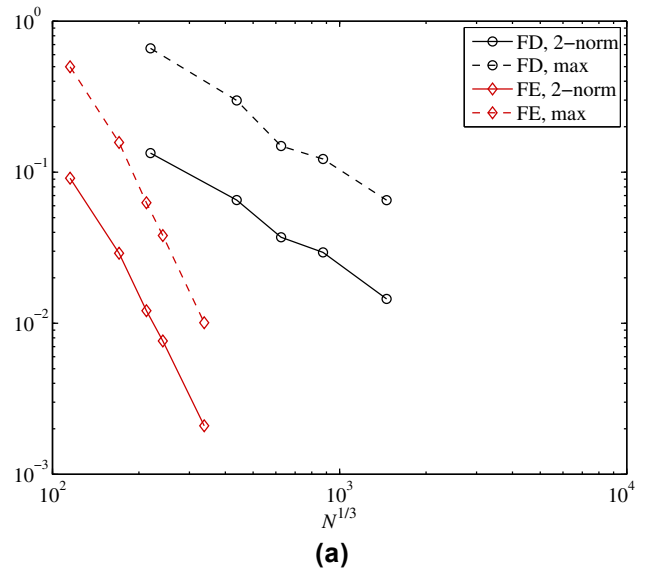 10^0
10^−1
10^−2
10^−3
10^2
10^3
10^4
N^1/3
FD, 2−norm
FD, max
FE, 2−norm
FE, max
(a)